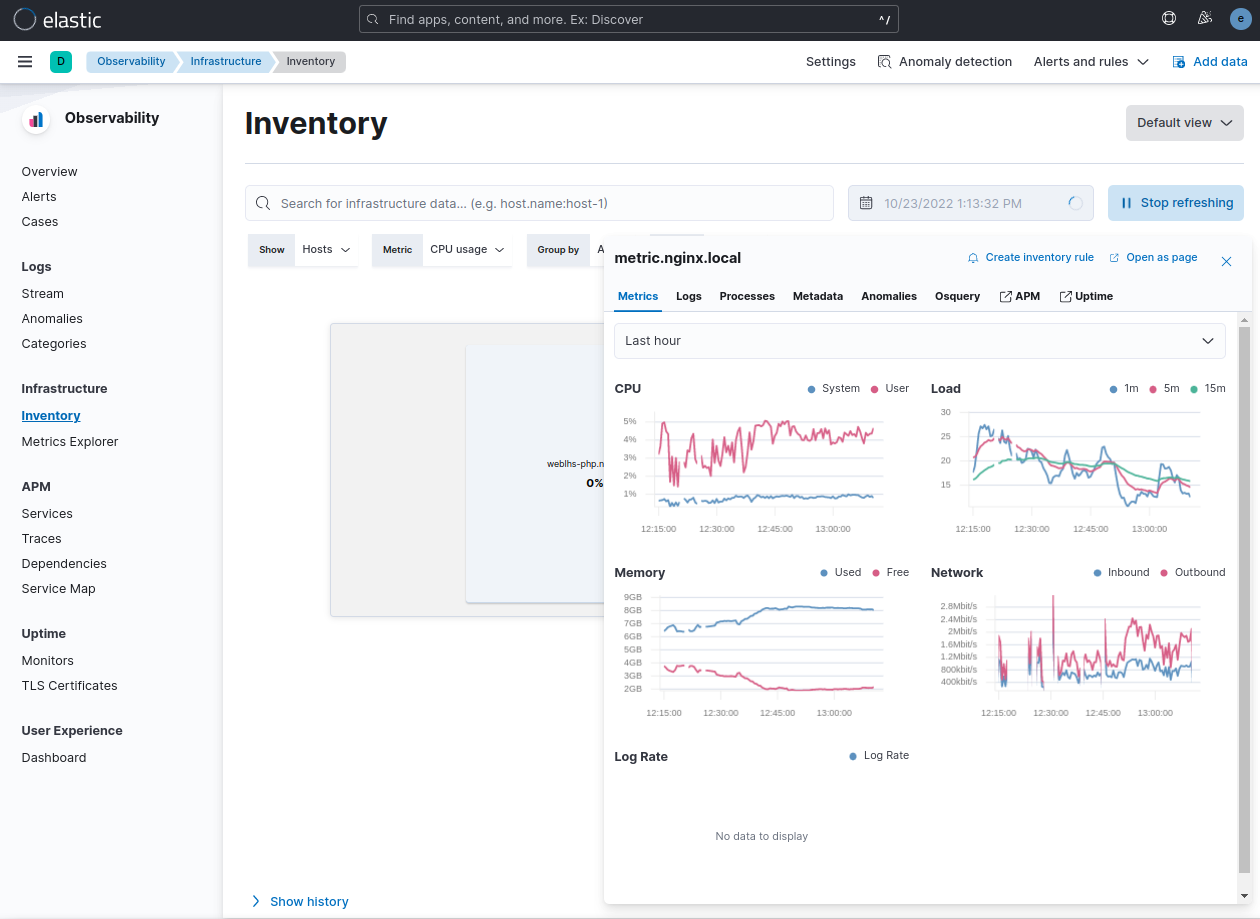 elastic
Find apps, content, and more. Ex: Discover
^/
e
D
Observability
Infrastructure
Inventory
Settings
Anomaly detection
Alerts and rules
Add data
Observability
Overview
Alerts
Cases
Logs
Stream
Anomalies
Categories
Infrastructure
Inventory
Metrics Explorer
APM
Services
Traces
Dependencies
Service Map
Uptime
Monitors
TLS Certificates
User Experience
Dashboard
Inventory
Default view
Search for infrastructure data... (e.g. host.name:host-1)
10/23/2022 1:13:32 PM
Stop refreshing
Show Hosts
Metric CPU usage
Group by A
weblhs-php.n
0%
Show history
metric.nginx.local
Create inventory rule
Open as page
Metrics Logs Processes Metadata Anomalies Osquery APM Uptime
Last hour
CPU
System User
5%
4%
3%
2%
1%
12:15:00 12:30:00 12:45:00 13:00:00
Load
1m 5m 15m
30
25
20
15
12:15:00 12:30:00 12:45:00 13:00:00
Memory
Used Free
9GB
8GB
7GB
6GB
5GB
4GB
3GB
2GB
12:15:00 12:30:00 12:45:00 13:00:00
Network
Inbound Outbound
2.8Mbit/s
2.4Mbit/s
2Mbit/s
1.6Mbit/s
1.2Mbit/s
800kbit/s
400kbit/s
12:15:00 12:30:00 12:45:00 13:00:00
Log Rate
Log Rate
No data to display